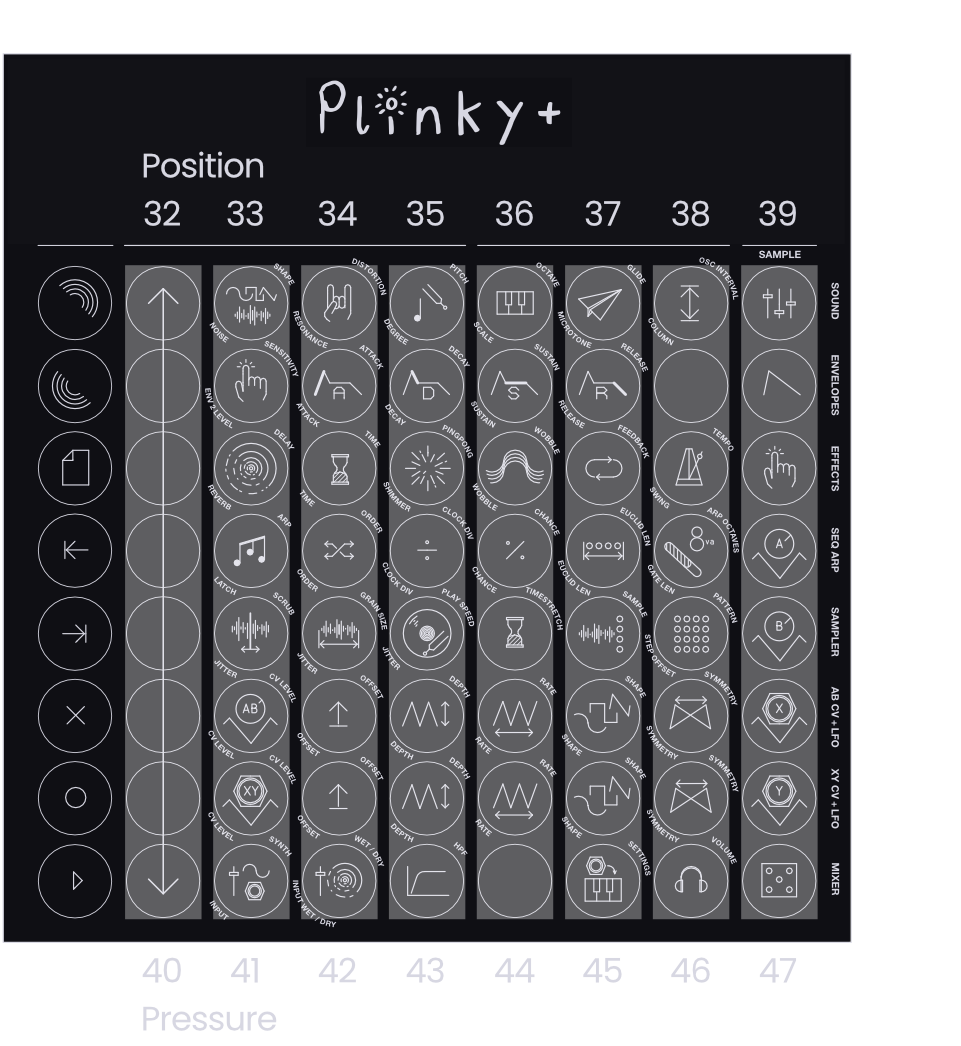 Plinky+
Position
32 33 34 35 36 37 38 39
SAMPLE
SHAPE DISTORTION PITCH OCTAVE GLIDE OSC INTERVAL SOUND
NOISE RESONANCE DEGREE SCALE MICROTONE COLUMN
SENSITIVITY ATTACK DECAY SUSTAIN RELEASE ENVELOPES
A D S R
ENV 2 LEVEL ATTACK DECAY SUSTAIN RELEASE
DELAY TIME PINGPONG WOBBLE FEEDBACK TEMPO EFFECTS
REVERB TIME SHIMMER WOBBLE SWING
ARP ORDER CLOCK DIV CHANCE EUCLID LEN ARP OCTAVES SEQ ARP
÷ % 8va A
LATCH ORDER CLOCK DIV CHANCE EUCLID LEN GATE LEN
SCRUB GRAIN SIZE PLAY SPEED TIMESTRETCH SAMPLE PATTERN SAMPLER
B
JITTER JITTER JITTER STEP OFFSET
CV LEVEL OFFSET DEPTH RATE SHAPE SYMMETRY AB CV + LFO
AB X
CV LEVEL OFFSET DEPTH RATE SHAPE SYMMETRY
CV LEVEL OFFSET DEPTH RATE SHAPE SYMMETRY XY CV + LFO
XY Y
CV LEVEL OFFSET DEPTH RATE SHAPE SYMMETRY
SYNTH WET / DRY HPF SETTINGS VOLUME MIXER
INPUT INPUT WET / DRY
40 41 42 43 44 45 46 47
Pressure